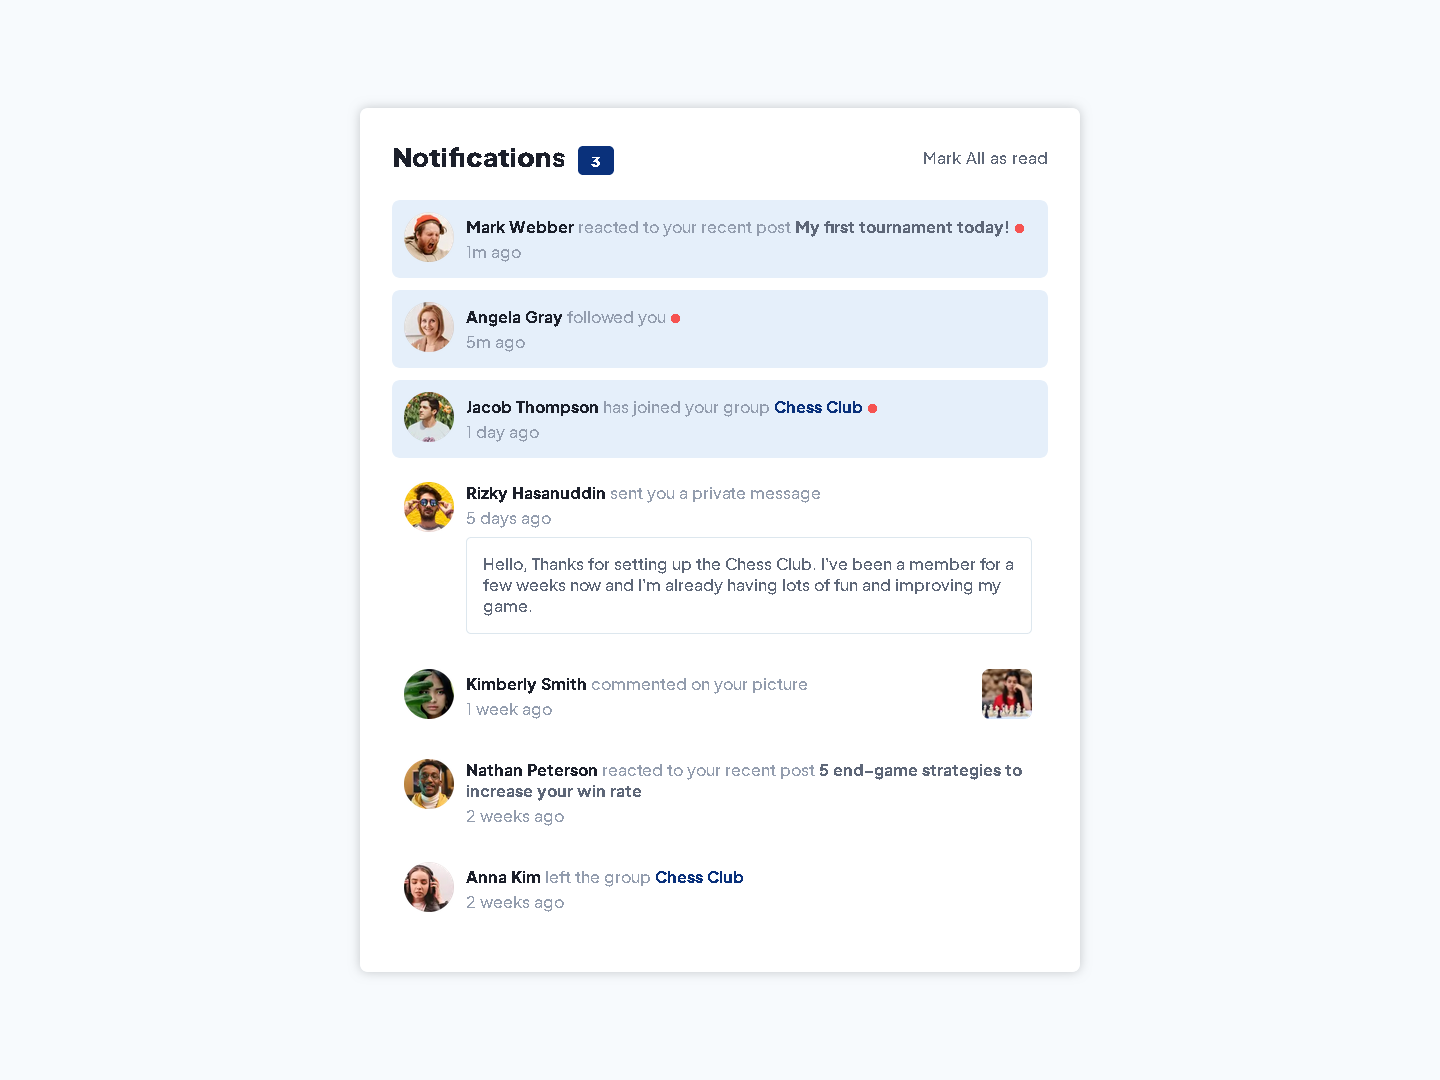 Notifications 3 Mark All as read
Mark Webber reacted to your recent post My first tournament today!
1m ago
Angela Gray followed you
5m ago
Jacob Thompson has joined your group Chess Club
1 day ago
Rizky Hasanuddin sent you a private message
5 days ago
Hello, Thanks for setting up the Chess Club. I've been a member for a
few weeks now and I'm already having lots of fun and improving my
game.
Kimberly Smith commented on your picture
1 week ago
Nathan Peterson reacted to your recent post 5 end-game strategies to
increase your win rate
2 weeks ago
Anna Kim left the group Chess Club
2 weeks ago